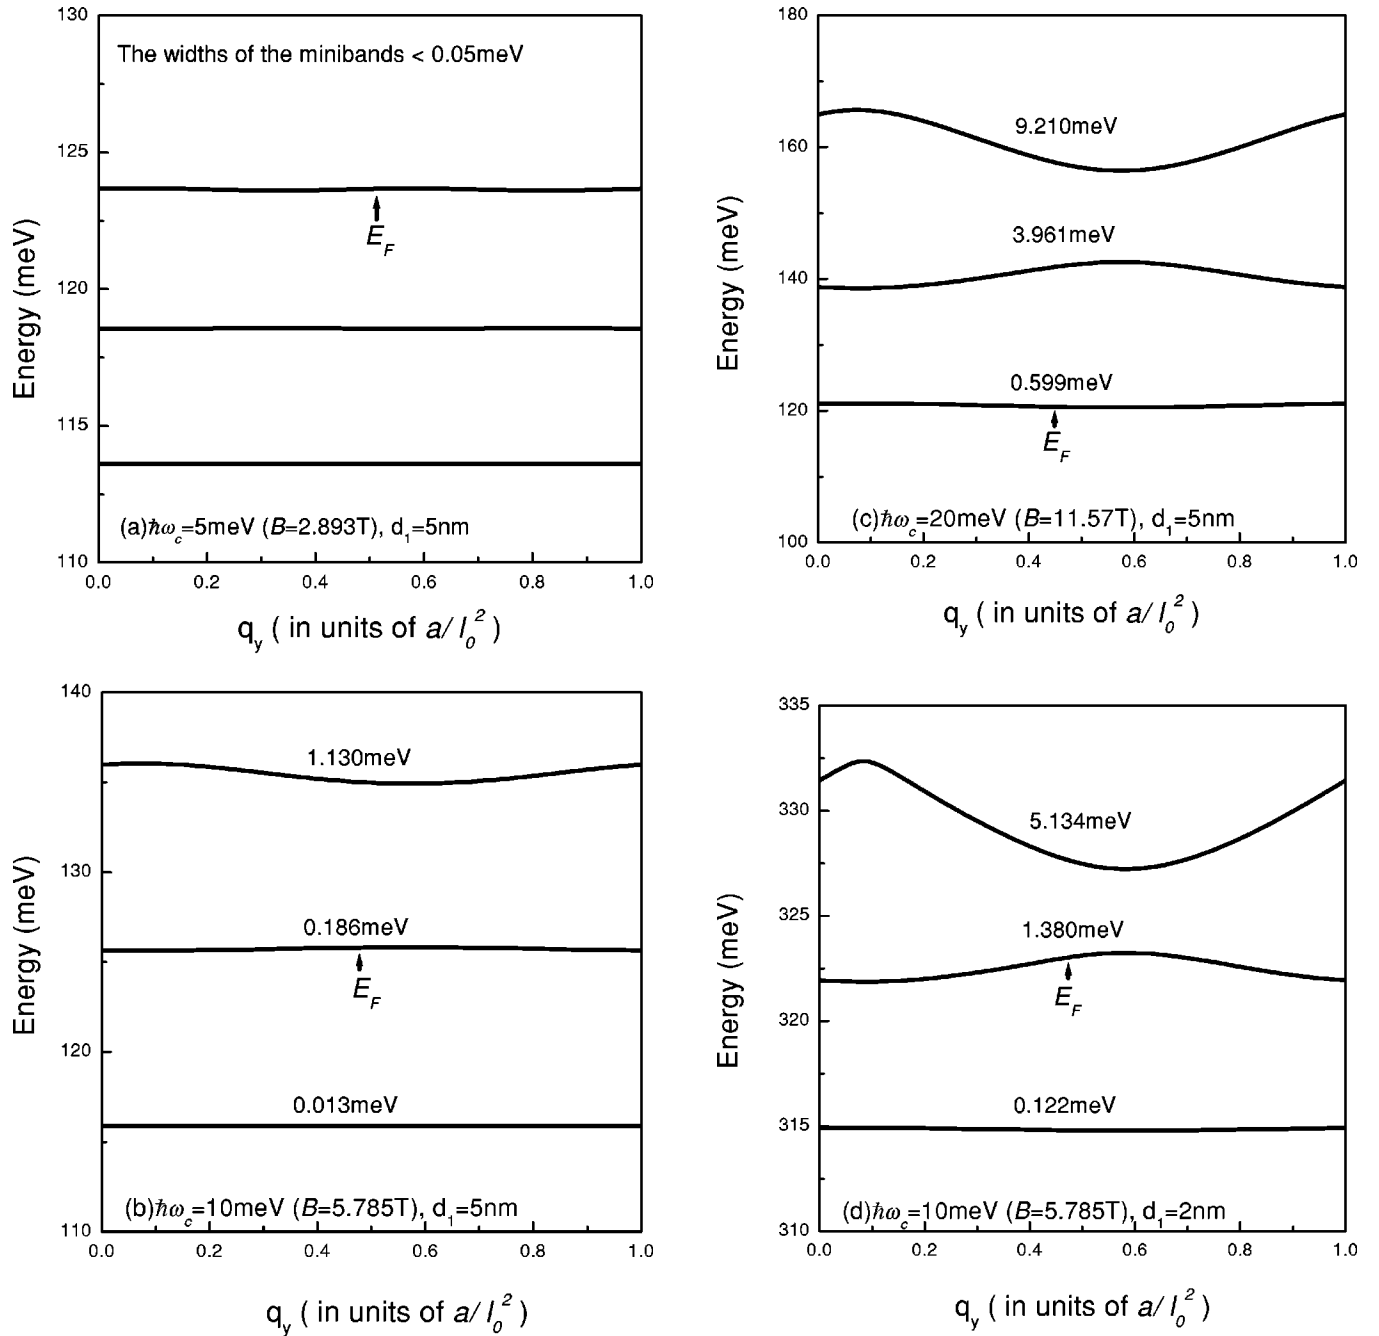 130
The widths of the minibands < 0.05meV
125
E_F
120
115
(a)ħω_c=5meV (B=2.893T), d_1=5nm
110
0.0 0.2 0.4 0.6 0.8 1.0
Energy (meV)
q_y ( in units of a/ l_0^2 )
180
9.210meV
160
3.961meV
140
0.599meV
120
E_F
(c)ħω_c=20meV (B=11.57T), d_1=5nm
100
0.0 0.2 0.4 0.6 0.8 1.0
Energy (meV)
q_y ( in units of a/ l_0^2 )
140
1.130meV
130
0.186meV
E_F
120
0.013meV
(b)ħω_c=10meV (B=5.785T), d_1=5nm
110
0.0 0.2 0.4 0.6 0.8 1.0
Energy (meV)
q_y ( in units of a/ l_0^2 )
335
330
5.134meV
325
1.380meV
E_F
320
0.122meV
315
(d)ħω_c=10meV (B=5.785T), d_1=2nm
310
0.0 0.2 0.4 0.6 0.8 1.0
Energy (meV)
q_y ( in units of a/ l_0^2 )